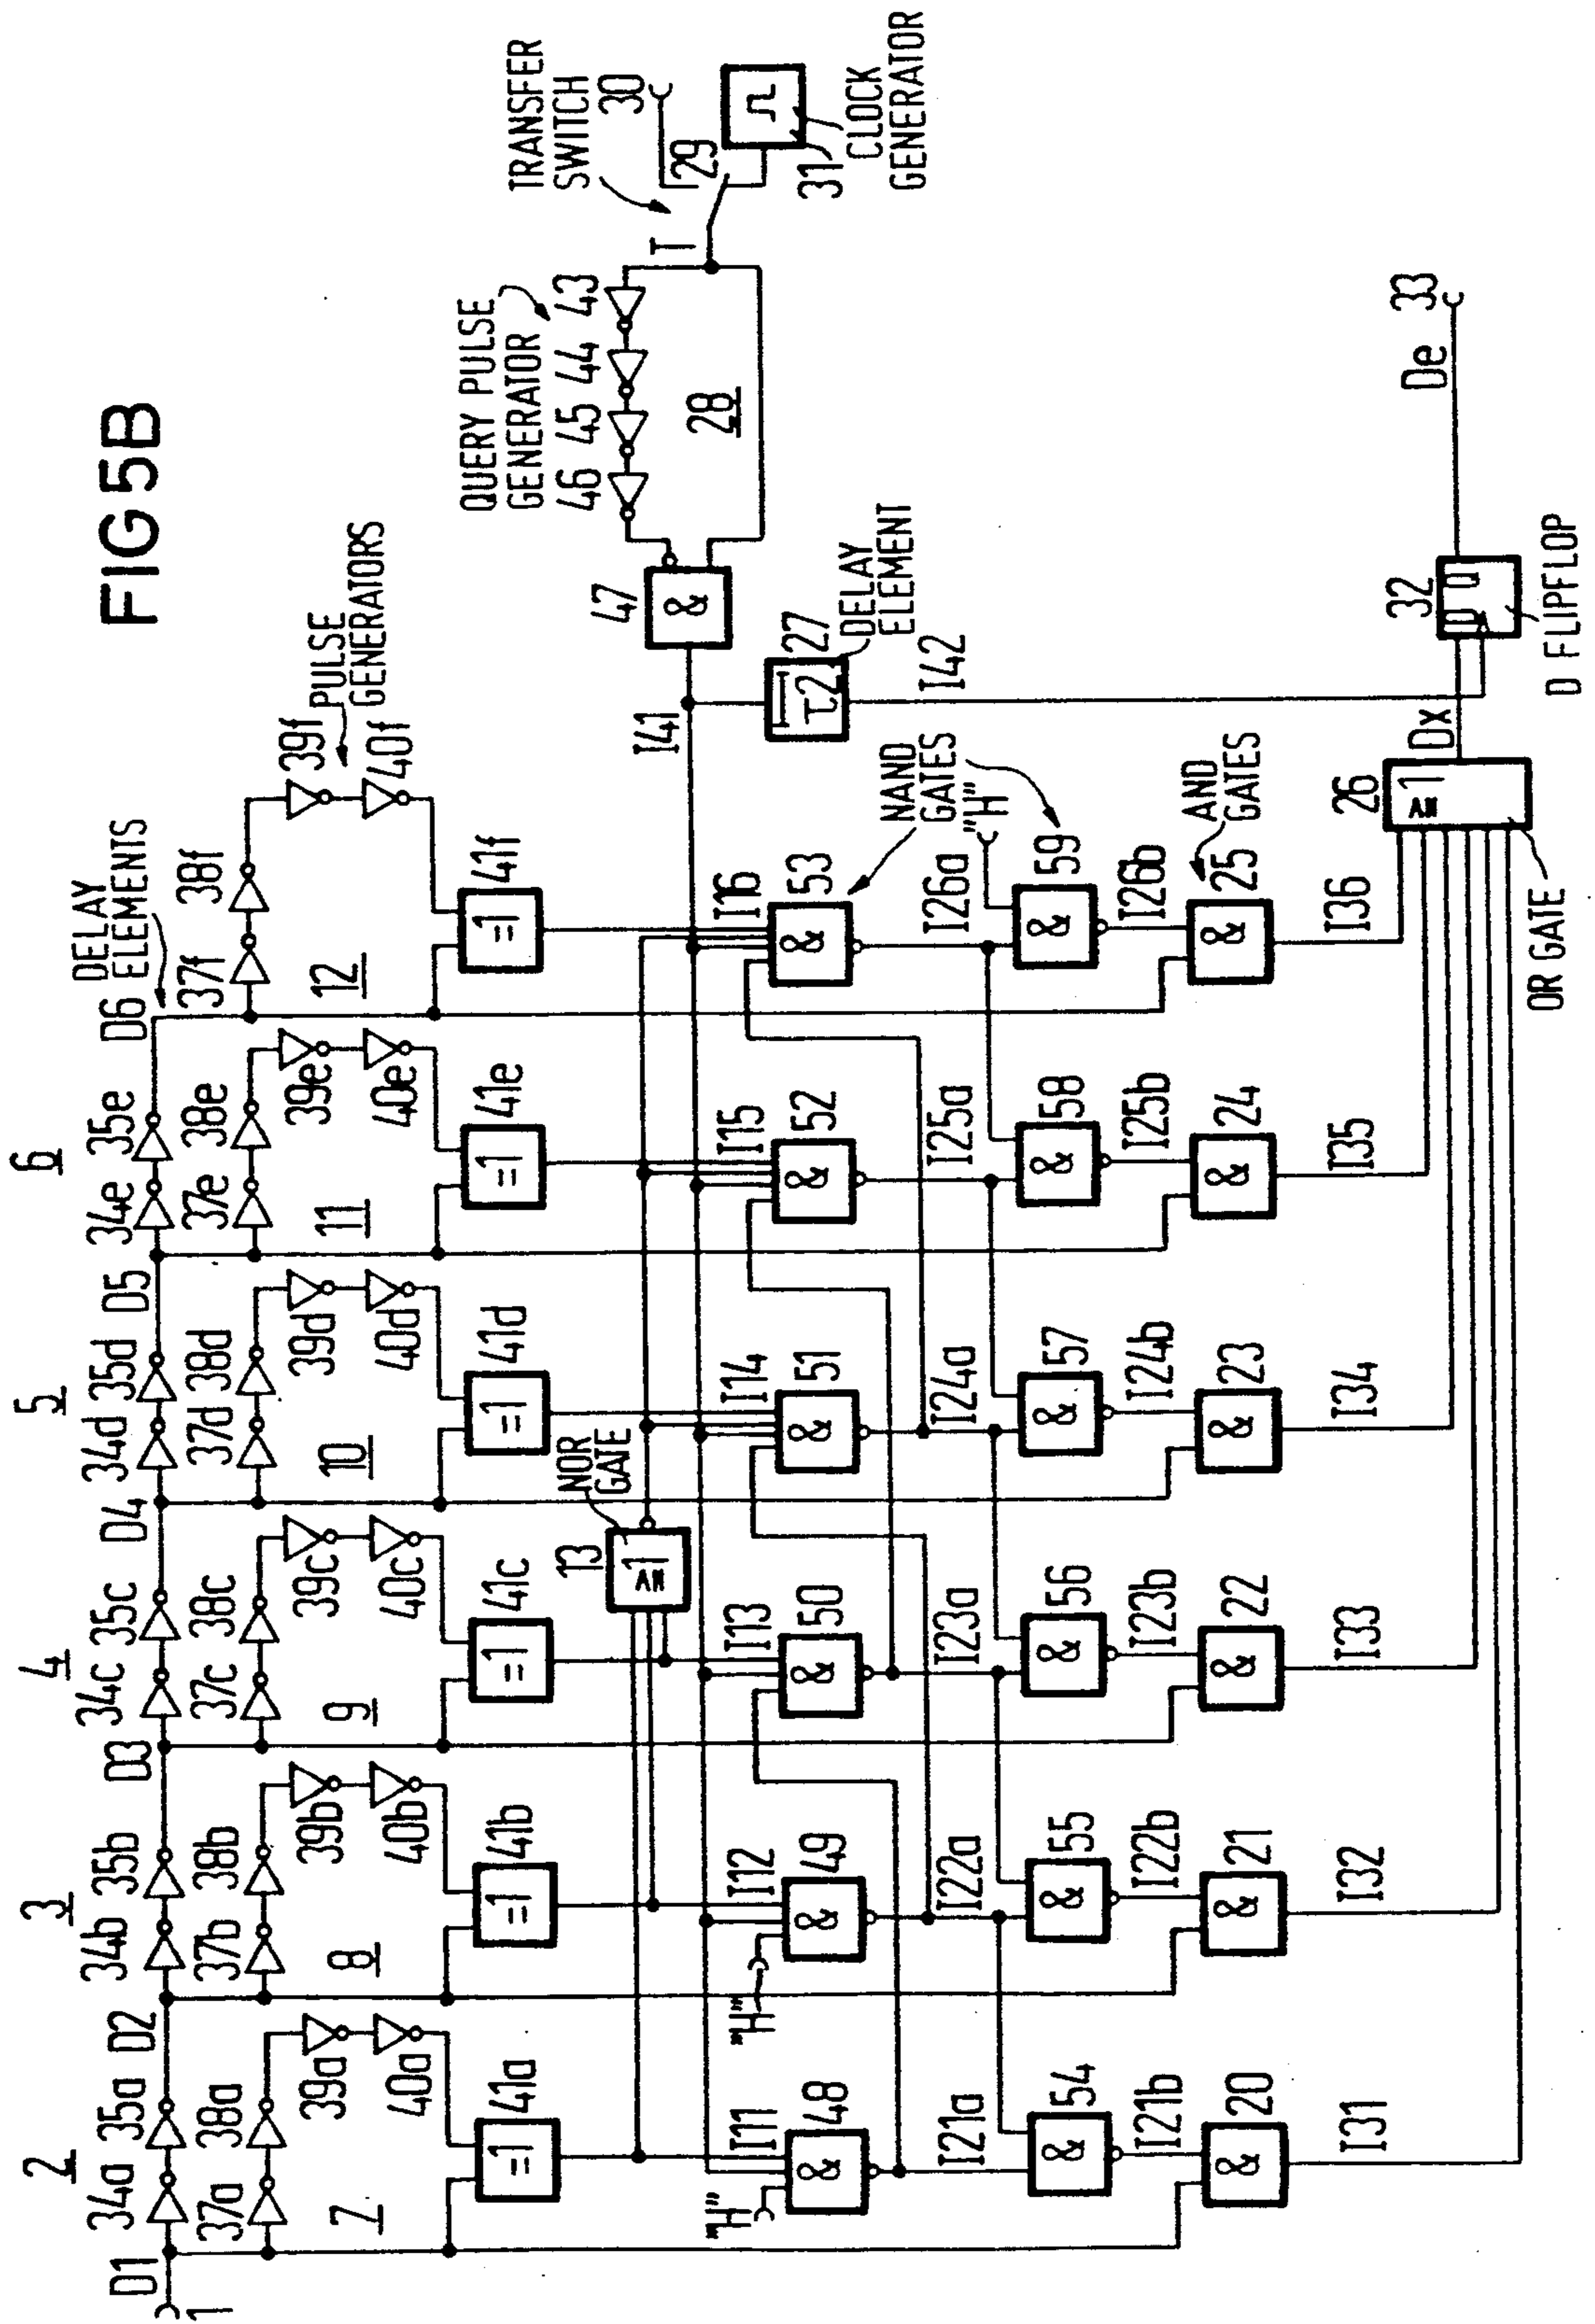 FIG 5B
2
3
4
5
6
34a 35a
34b 35b
34c 35c
34d 35d
34e 35e
DELAY
ELEMENTS
D1
D2
D3
D4
D5
D6
1
37a 38a
37b 38b
37c 38c
37d 38d
37e 38e
37f 38f
39a
39b
39c
39d
39e
39f
PULSE
GENERATORS
40a
40b
40c
40d
40e
40f
7
8
9
10
11
12
=1
41a
=1
41b
=1
41c
=1
41d
=1
41e
=1
41f
QUERY PULSE
GENERATOR
46 45 44 43
28
TRANSFER
SWITCH
T
29
30
31
CLOCK
GENERATOR
47
&
13
≥1
NOR
GATE
I41
27
τ2
DELAY
ELEMENT
I42
I11
I12
I13
I14
I15
I16
"H"
"H"
&
48
&
49
&
50
&
51
&
52
&
53
NAND
GATES
"H"
I21a
I22a
I23a
I24a
I25a
I26a
&
54
&
55
&
56
&
57
&
58
&
59
I21b
I22b
I23b
I24b
I25b
I26b
&
20
&
21
&
22
&
23
&
24
&
25
AND
GATES
I31
I32
I33
I34
I35
I36
26
≥1
OR GATE
Dx
32
D Q
D FLIPFLOP
De
33